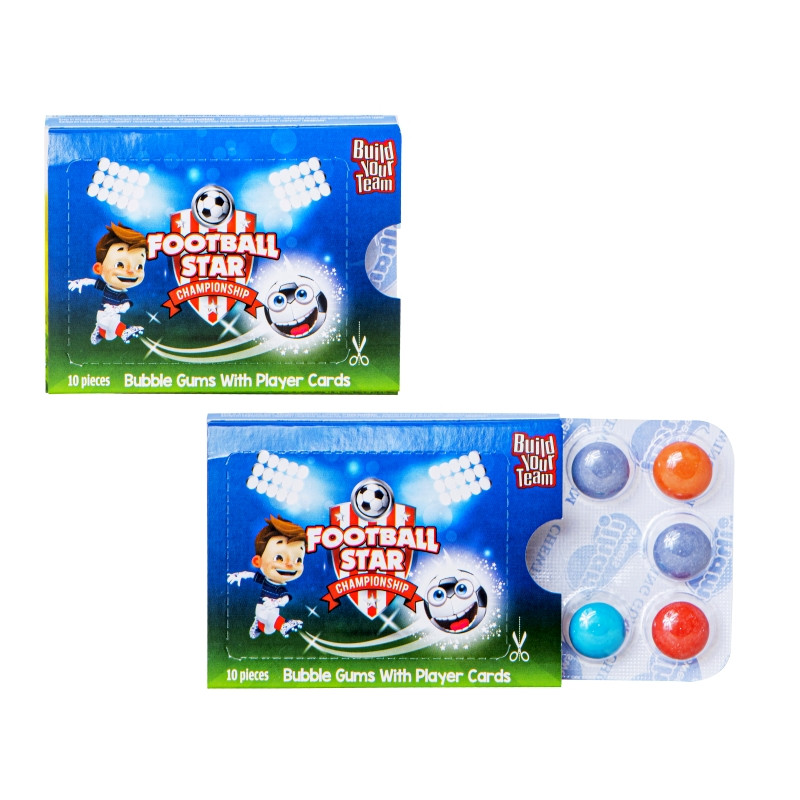 Build
Your
Team
FOOTBALL
STAR
CHAMPIONSHIP
10 pieces Bubble Gums With Player Cards
Build
Your
Team
FOOTBALL
STAR
CHAMPIONSHIP
10 pieces Bubble Gums With Player Cards